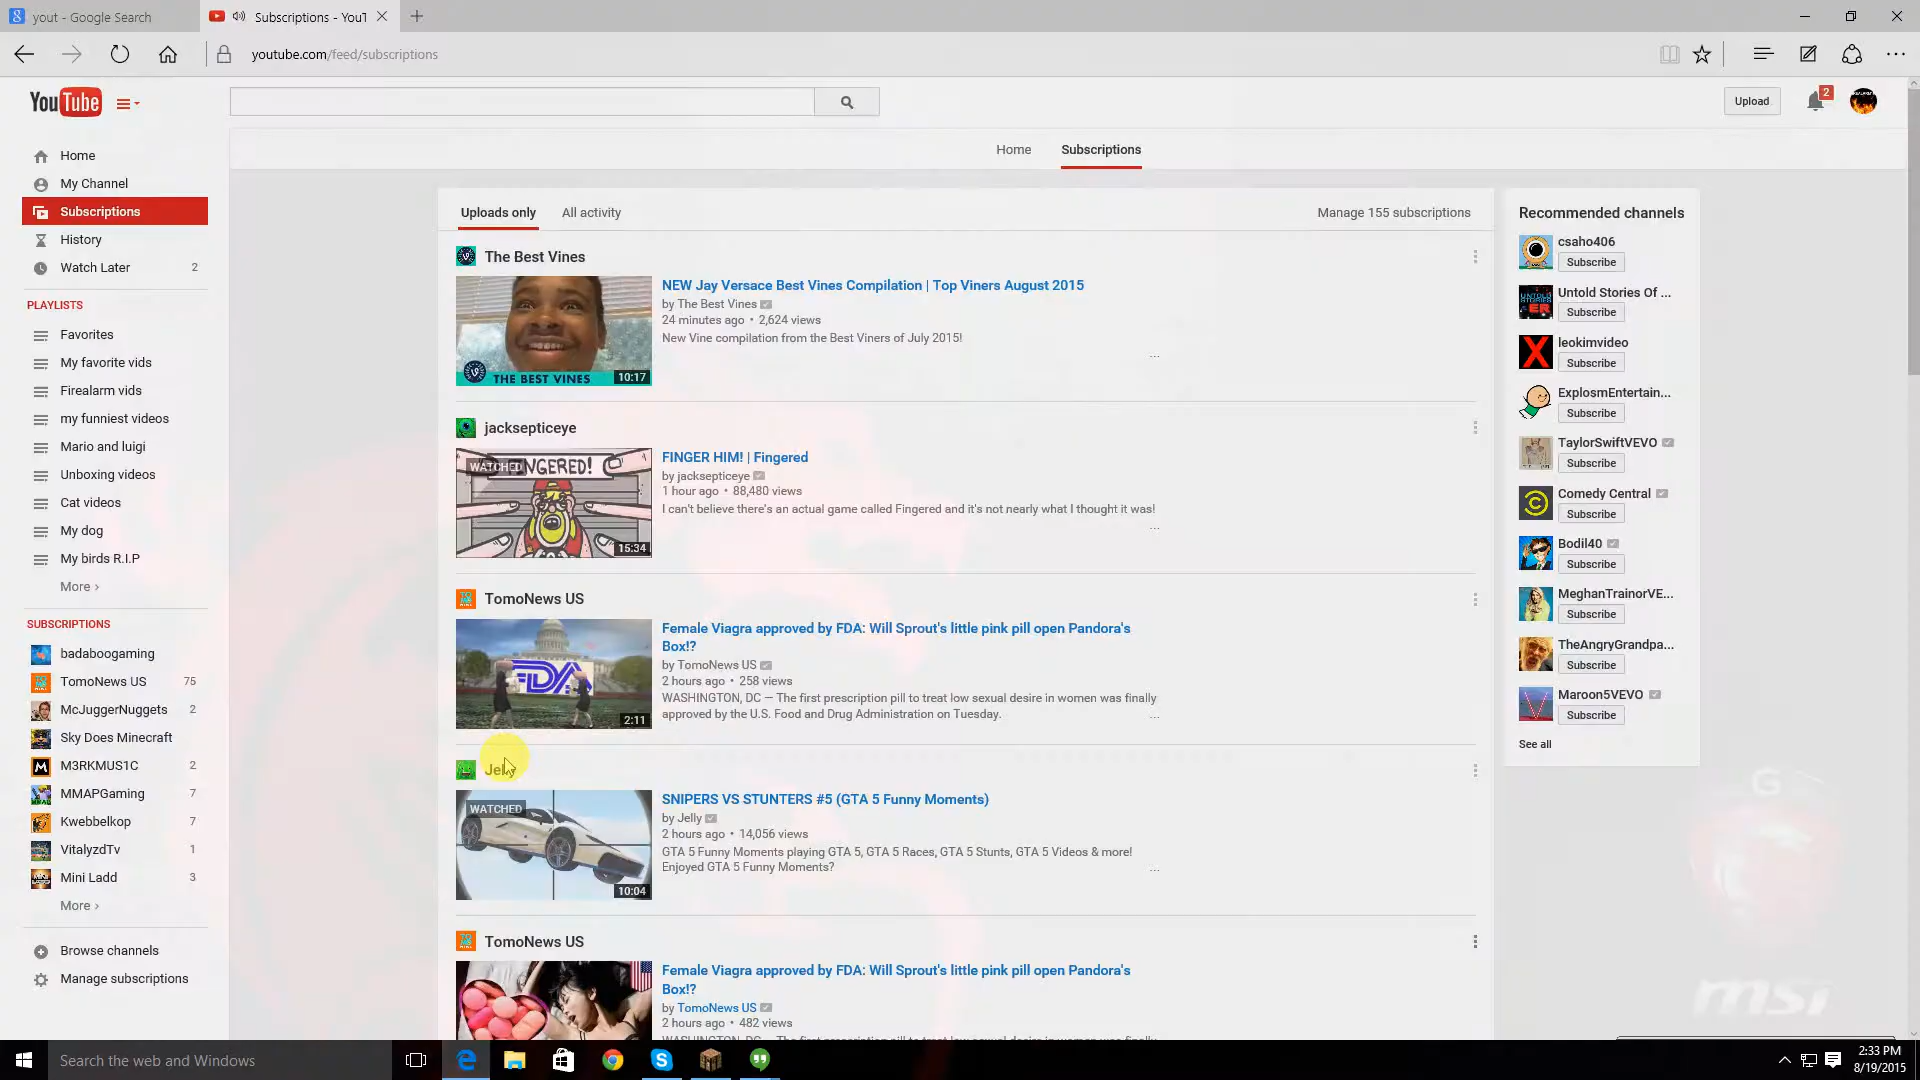 yout - Google Search
Subscriptions - YouT
youtube.com/feed/subscriptions
YouTube
Upload
2
Home
My Channel
Subscriptions
History
Watch Later 2
PLAYLISTS
Favorites
My favorite vids
Firealarm vids
my funniest videos
Mario and luigi
Unboxing videos
Cat videos
My dog
My birds R.I.P
More ›
SUBSCRIPTIONS
badaboogaming
TomoNews US 75
McJuggerNuggets 2
Sky Does Minecraft
M3RKMUS1C 2
MMAPGaming 7
Kwebbelkop 7
VitalyzdTv 1
Mini Ladd 3
More ›
Browse channels
Manage subscriptions
Home
Subscriptions
Uploads only
All activity
Manage 155 subscriptions
The Best Vines
THE BEST VINES
10:17
NEW Jay Versace Best Vines Compilation | Top Viners August 2015
by The Best Vines
24 minutes ago • 2,624 views
New Vine compilation from the Best Viners of July 2015!
...
jacksepticeye
WATCHED
NGERED!
15:34
FINGER HIM! | Fingered
by jacksepticeye
1 hour ago • 88,480 views
I can't believe there's an actual game called Fingered and it's not nearly what I thought it was!
...
TomoNews US
FDA
2:11
Female Viagra approved by FDA: Will Sprout's little pink pill open Pandora's
Box!?
by TomoNews US
2 hours ago • 258 views
WASHINGTON, DC — The first prescription pill to treat low sexual desire in women was finally
approved by the U.S. Food and Drug Administration on Tuesday.
...
Jelly
WATCHED
10:04
SNIPERS VS STUNTERS #5 (GTA 5 Funny Moments)
by Jelly
2 hours ago • 14,056 views
GTA 5 Funny Moments playing GTA 5, GTA 5 Races, GTA 5 Stunts, GTA 5 Videos & more!
Enjoyed GTA 5 Funny Moments?
...
TomoNews US
Female Viagra approved by FDA: Will Sprout's little pink pill open Pandora's
Box!?
by TomoNews US
2 hours ago • 482 views
Recommended channels
csaho406
Subscribe
Untold Stories Of ...
Subscribe
leokimvideo
Subscribe
ExplosmEntertain...
Subscribe
TaylorSwiftVEVO
Subscribe
Comedy Central
Subscribe
Bodil40
Subscribe
MeghanTrainorVE...
Subscribe
TheAngryGrandpa...
Subscribe
Maroon5VEVO
Subscribe
See all
G
msi
Search the web and Windows
2:33 PM
8/19/2015